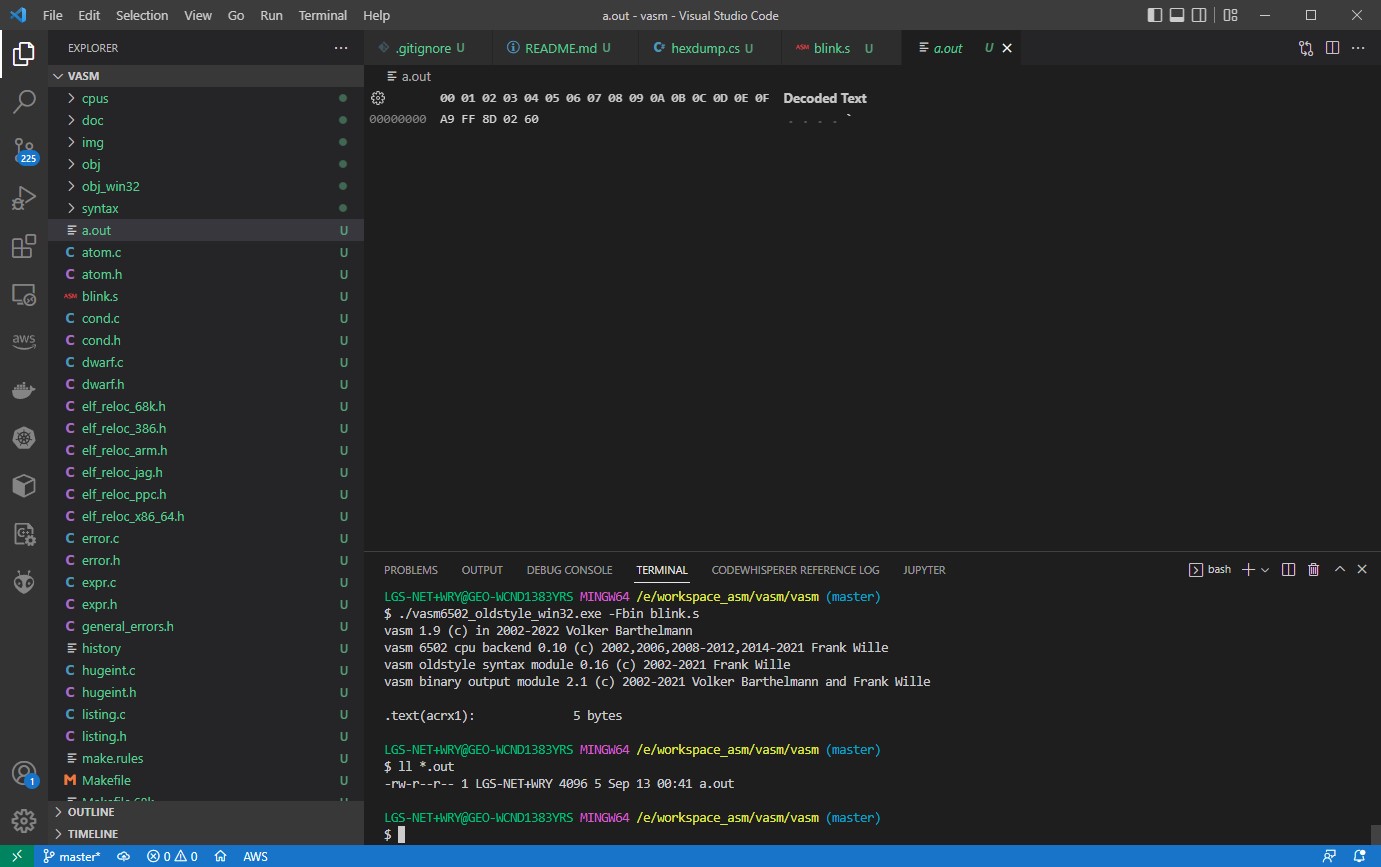 File Edit Selection View Go Run Terminal Help a.out - vasm - Visual Studio Code
EXPLORER ...
.gitignore U README.md U hexdump.cs U ASM blink.s U a.out U
VASM
a.out
cpus
doc
img
obj
obj_win32
syntax
a.out U
C atom.c U
C atom.h U
ASM blink.s U
C cond.c U
C cond.h U
C dwarf.c U
C dwarf.h U
C elf_reloc_68k.h U
C elf_reloc_386.h U
C elf_reloc_arm.h U
C elf_reloc_jag.h U
C elf_reloc_ppc.h U
C elf_reloc_x86_64.h U
C error.c U
C error.h U
C expr.c U
C expr.h U
C general_errors.h U
history U
C hugeint.c U
C hugeint.h U
C listing.c U
C listing.h U
make.rules U
M Makefile U
Makefile.68k
OUTLINE
TIMELINE
225
aws
C++
1
00 01 02 03 04 05 06 07 08 09 0A 0B 0C 0D 0E 0F Decoded Text
00000000 A9 FF 8D 02 60 . . . . `
PROBLEMS OUTPUT DEBUG CONSOLE TERMINAL CODEWHISPERER REFERENCE LOG JUPYTER bash
LGS-NET+WRY@GEO-WCND1383YRS MINGW64 /e/workspace_asm/vasm/vasm (master)
$ ./vasm6502_oldstyle_win32.exe -Fbin blink.s
vasm 1.9 (c) in 2002-2022 Volker Barthelmann
vasm 6502 cpu backend 0.10 (c) 2002,2006,2008-2012,2014-2021 Frank Wille
vasm oldstyle syntax module 0.16 (c) 2002-2021 Frank Wille
vasm binary output module 2.1 (c) 2002-2021 Volker Barthelmann and Frank Wille
.text(acrx1): 5 bytes
LGS-NET+WRY@GEO-WCND1383YRS MINGW64 /e/workspace_asm/vasm/vasm (master)
$ ll *.out
-rw-r--r-- 1 LGS-NET+WRY 4096 5 Sep 13 00:41 a.out
LGS-NET+WRY@GEO-WCND1383YRS MINGW64 /e/workspace_asm/vasm/vasm (master)
$
master* 0 0 AWS